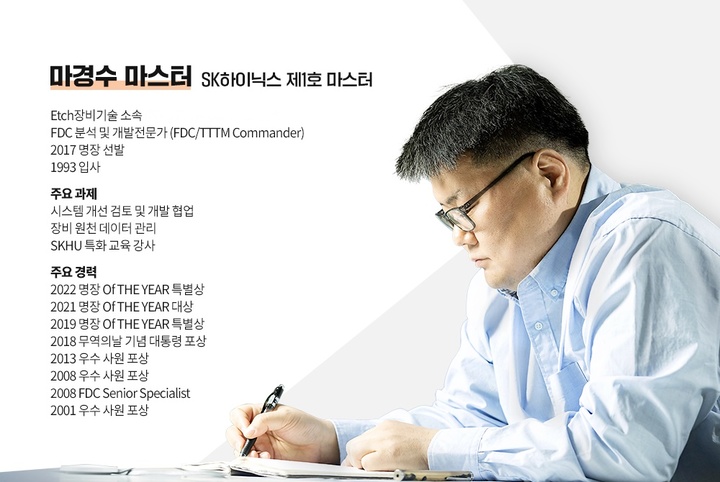 마경수 마스터 SK하이닉스 제1호 마스터
Etch장비기술 소속
FDC 분석 및 개발전문가 (FDC/TTTM Commander)
2017 명장 선발
1993 입사
주요 과제
시스템 개선 검토 및 개발 협업
장비 원천 데이터 관리
SKHU 특화 교육 강사
주요 경력
2022 명장 Of THE YEAR 특별상
2021 명장 Of THE YEAR 대상
2019 명장 Of THE YEAR 특별상
2018 무역의날 기념 대통령 포상
2013 우수 사원 포상
2008 우수 사원 포상
2008 FDC Senior Specialist
2001 우수 사원 포상